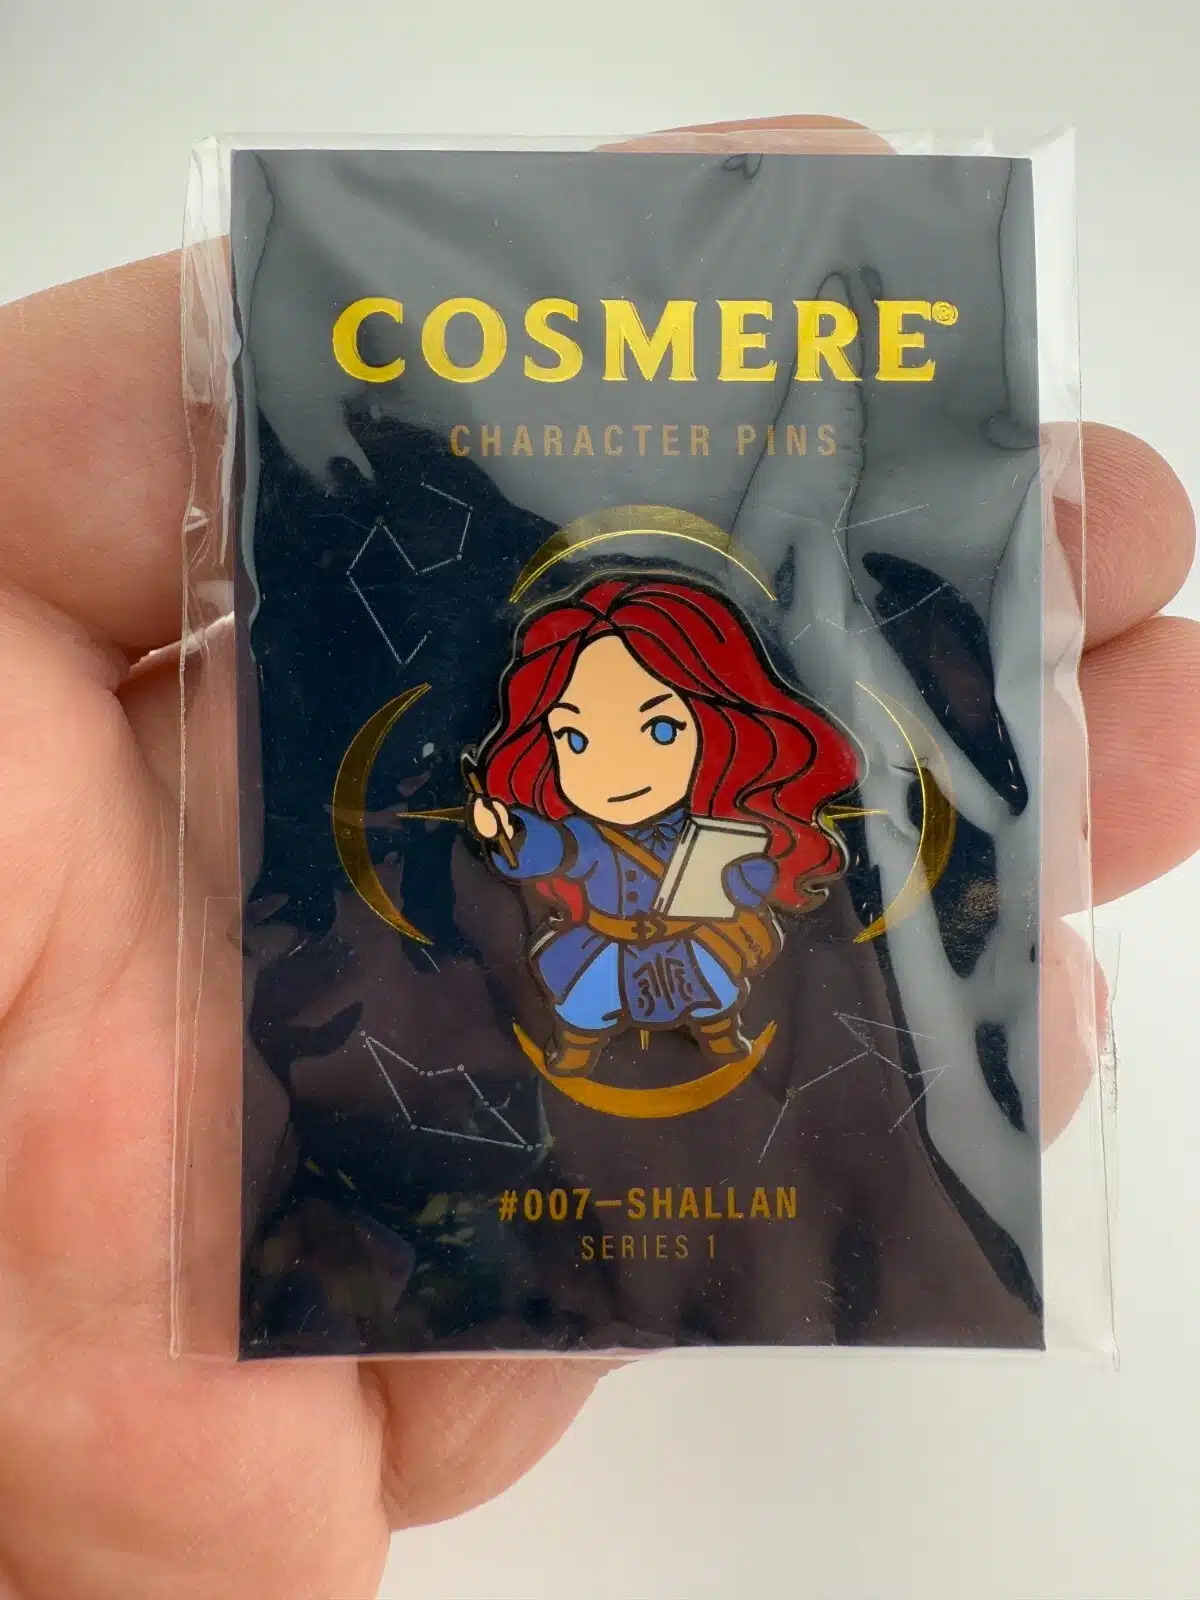 COSMERE®
CHARACTER PINS
#007—SHALLAN
SERIES 1